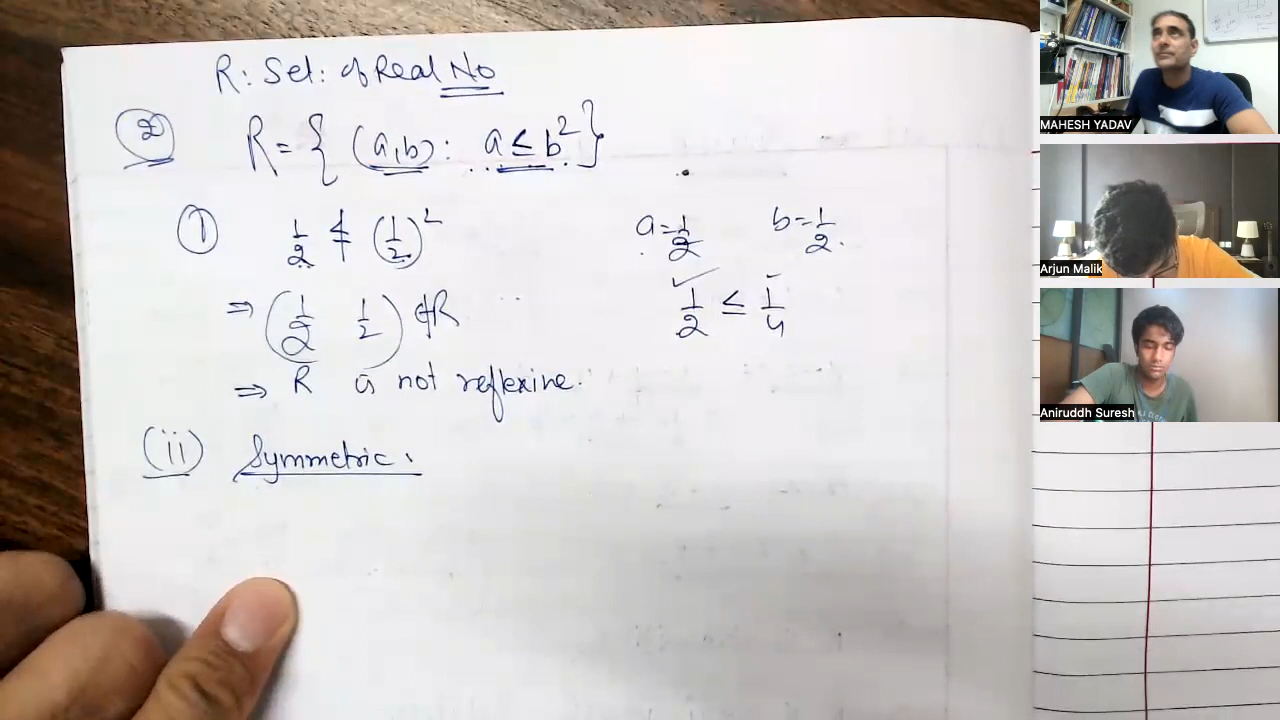 R: Set: of Real No
② R = { (a,b) : a ≤ b² }
① 1/2 ≰ (1/2)² a = 1/2 b = 1/2.
⇒ (1/2 1/2) ∉ R 1/2 ≤ 1/4
⇒ R is not reflexive.
(ii) Symmetric.
MAHESH YADAV
Arjun Malik
Aniruddh Suresh